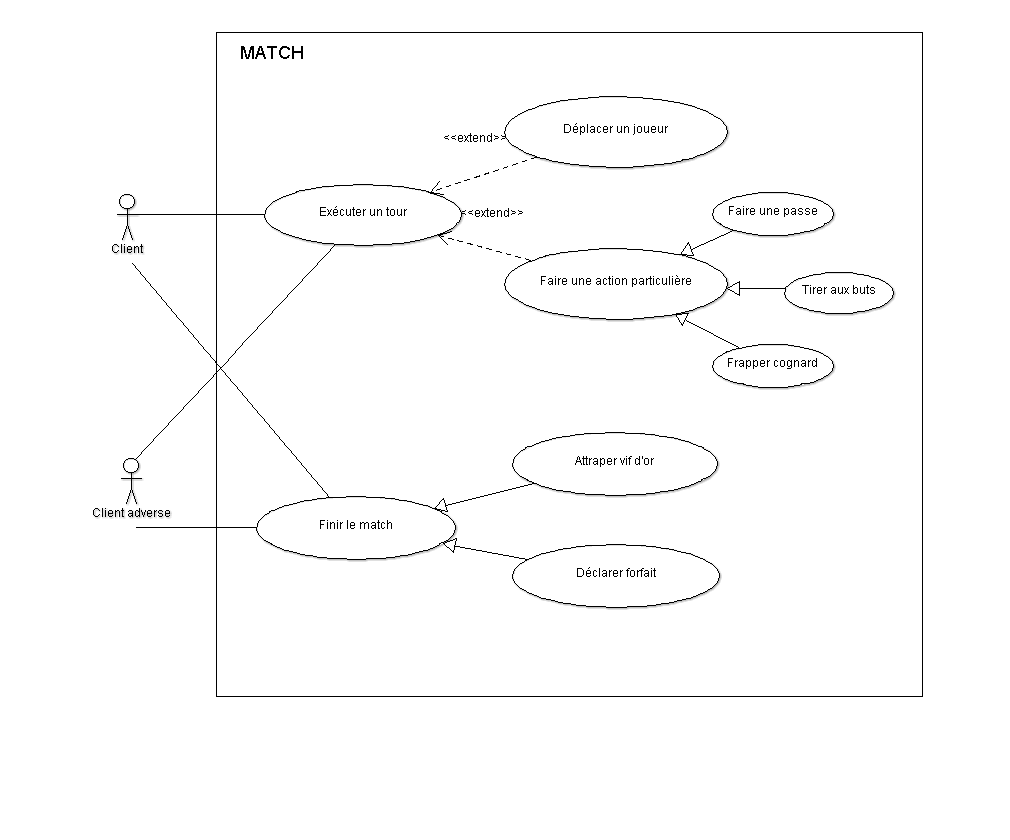 MATCH
Déplacer un joueur
<<extend>>
Exécuter un tour
<<extend>>
Faire une passe
Client
Faire une action particulière
Tirer aux buts
Frapper cognard
Attraper vif d'or
Client adverse
Finir le match
Déclarer forfait